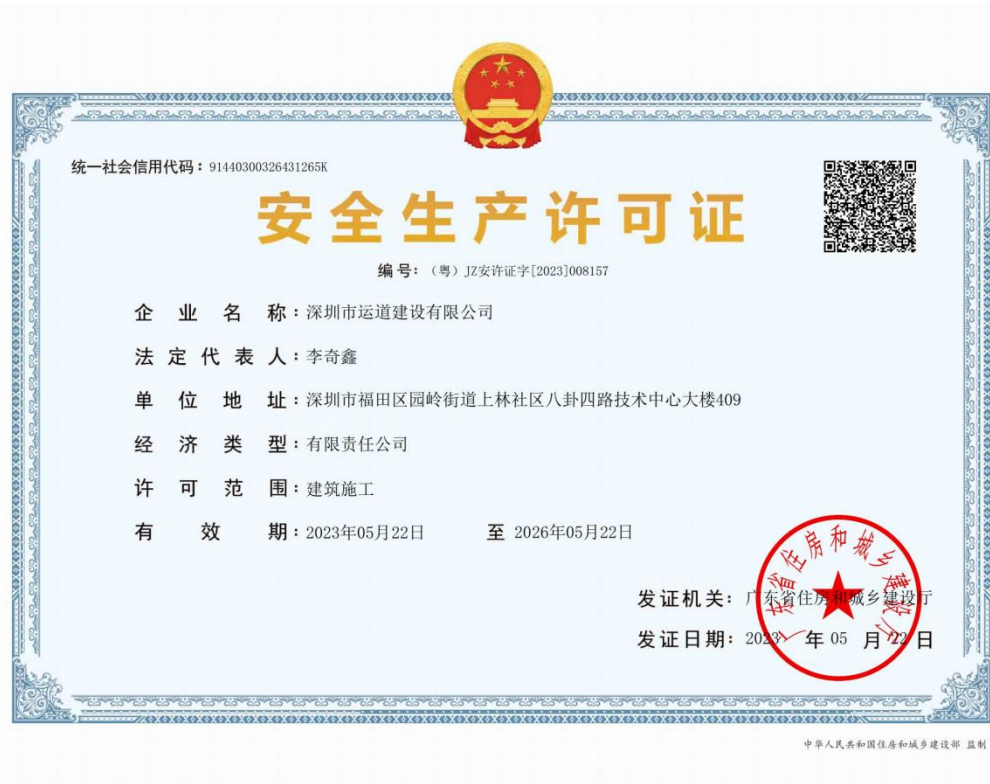 统一社会信用代码：91440300326431265K
安全生产许可证
编号：（粤）JZ安许证字[2023]008157
企业名称：深圳市运道建设有限公司
法定代表人：李奇鑫
单位地址：深圳市福田区园岭街道上林社区八卦四路技术中心大楼409
经济类型：有限责任公司
许可范围：建筑施工
有效期：2023年05月22日 至 2026年05月22日
发证机关：广东省住房和城乡建设厅
发证日期：2023 年 05 月 22 日
广东省住房和城乡建设厅
中华人民共和国住房和城乡建设部 监制